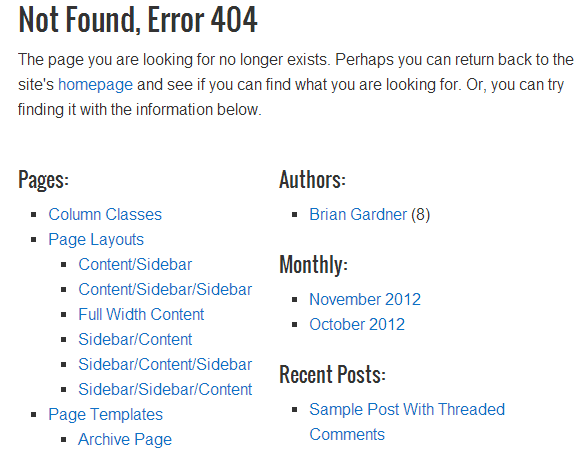 Not Found, Error 404
The page you are looking for no longer exists. Perhaps you can return back to the
site's homepage and see if you can find what you are looking for. Or, you can try
finding it with the information below.
Pages:
Column Classes
Page Layouts
Content/Sidebar
Content/Sidebar/Sidebar
Full Width Content
Sidebar/Content
Sidebar/Content/Sidebar
Sidebar/Sidebar/Content
Page Templates
Archive Page
Authors:
Brian Gardner (8)
Monthly:
November 2012
October 2012
Recent Posts:
Sample Post With Threaded
Comments